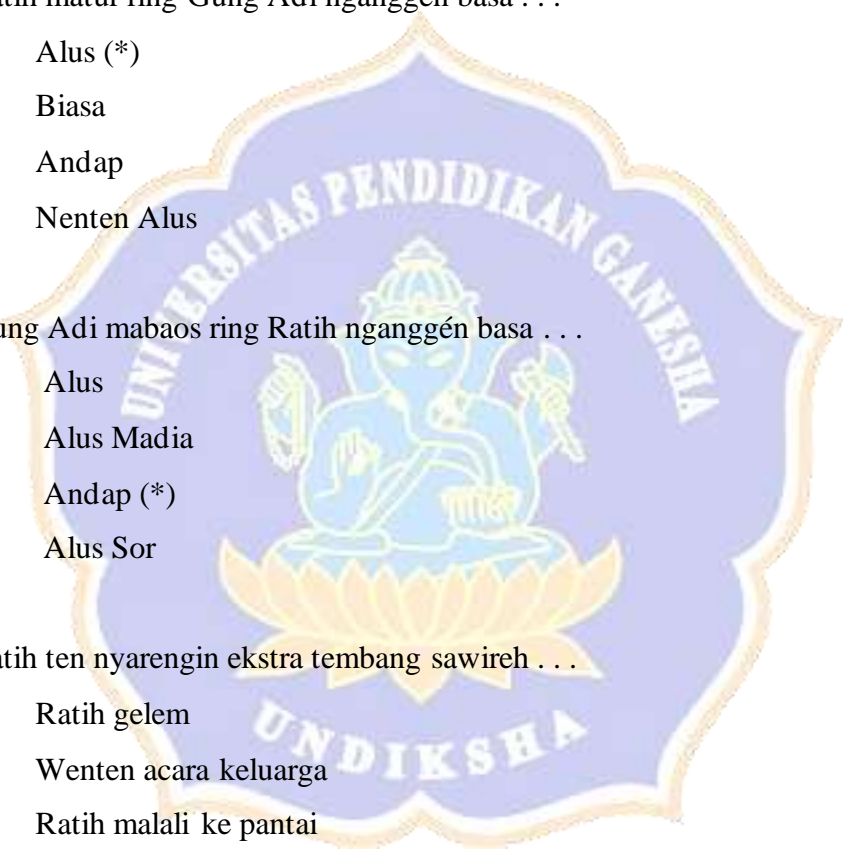 matur ring Gung Adi nganggén basa . . .
Alus (*)
Biasa
Andap
Nenten Alus
ung Adi mabaos ring Ratih nganggén basa . . .
Alus
Alus Madia
Andap (*)
Alus Sor
atih ten nyarengin ekstra tembang sawireh . . .
Ratih gelem
Wenten acara keluarga
Ratih malali ke pantai
UNIVERSITAS PENDIDIKAN GANESHA
UNDIKSHA